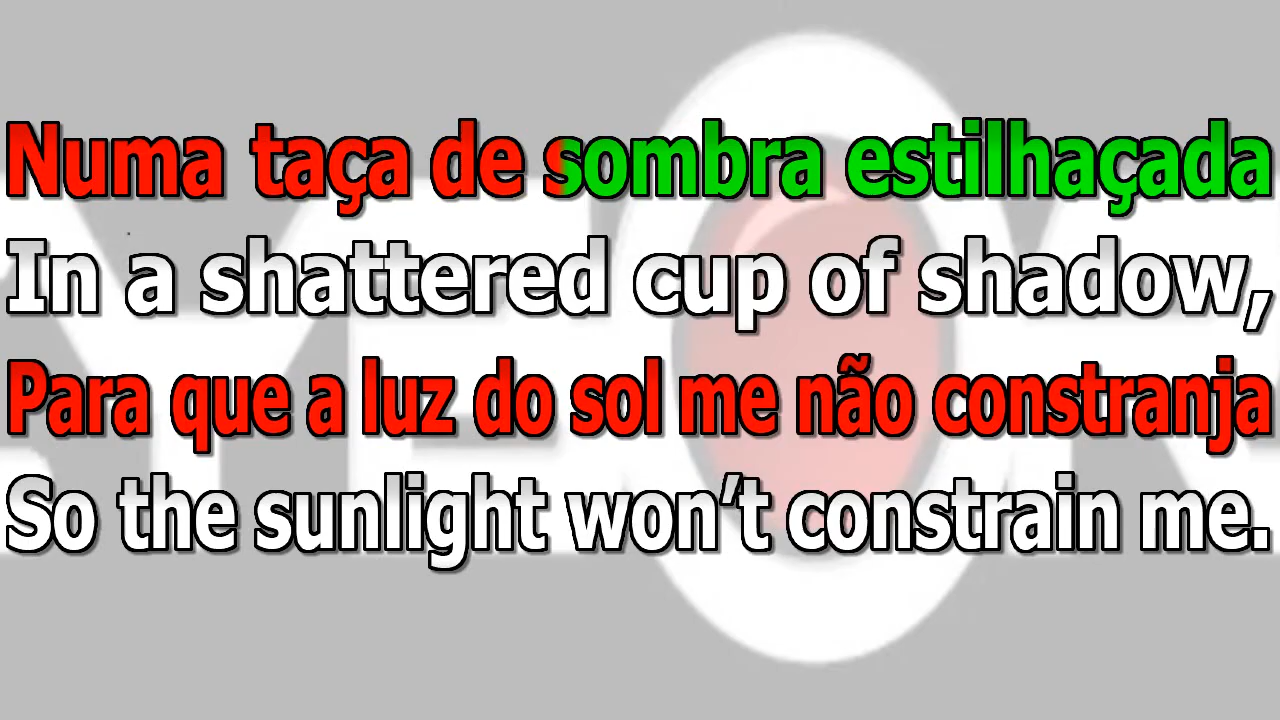 Numa taça de sombra estilhaçada
In a shattered cup of shadow,
Para que a luz do sol me não constranja
So the sunlight won’t constrain me.